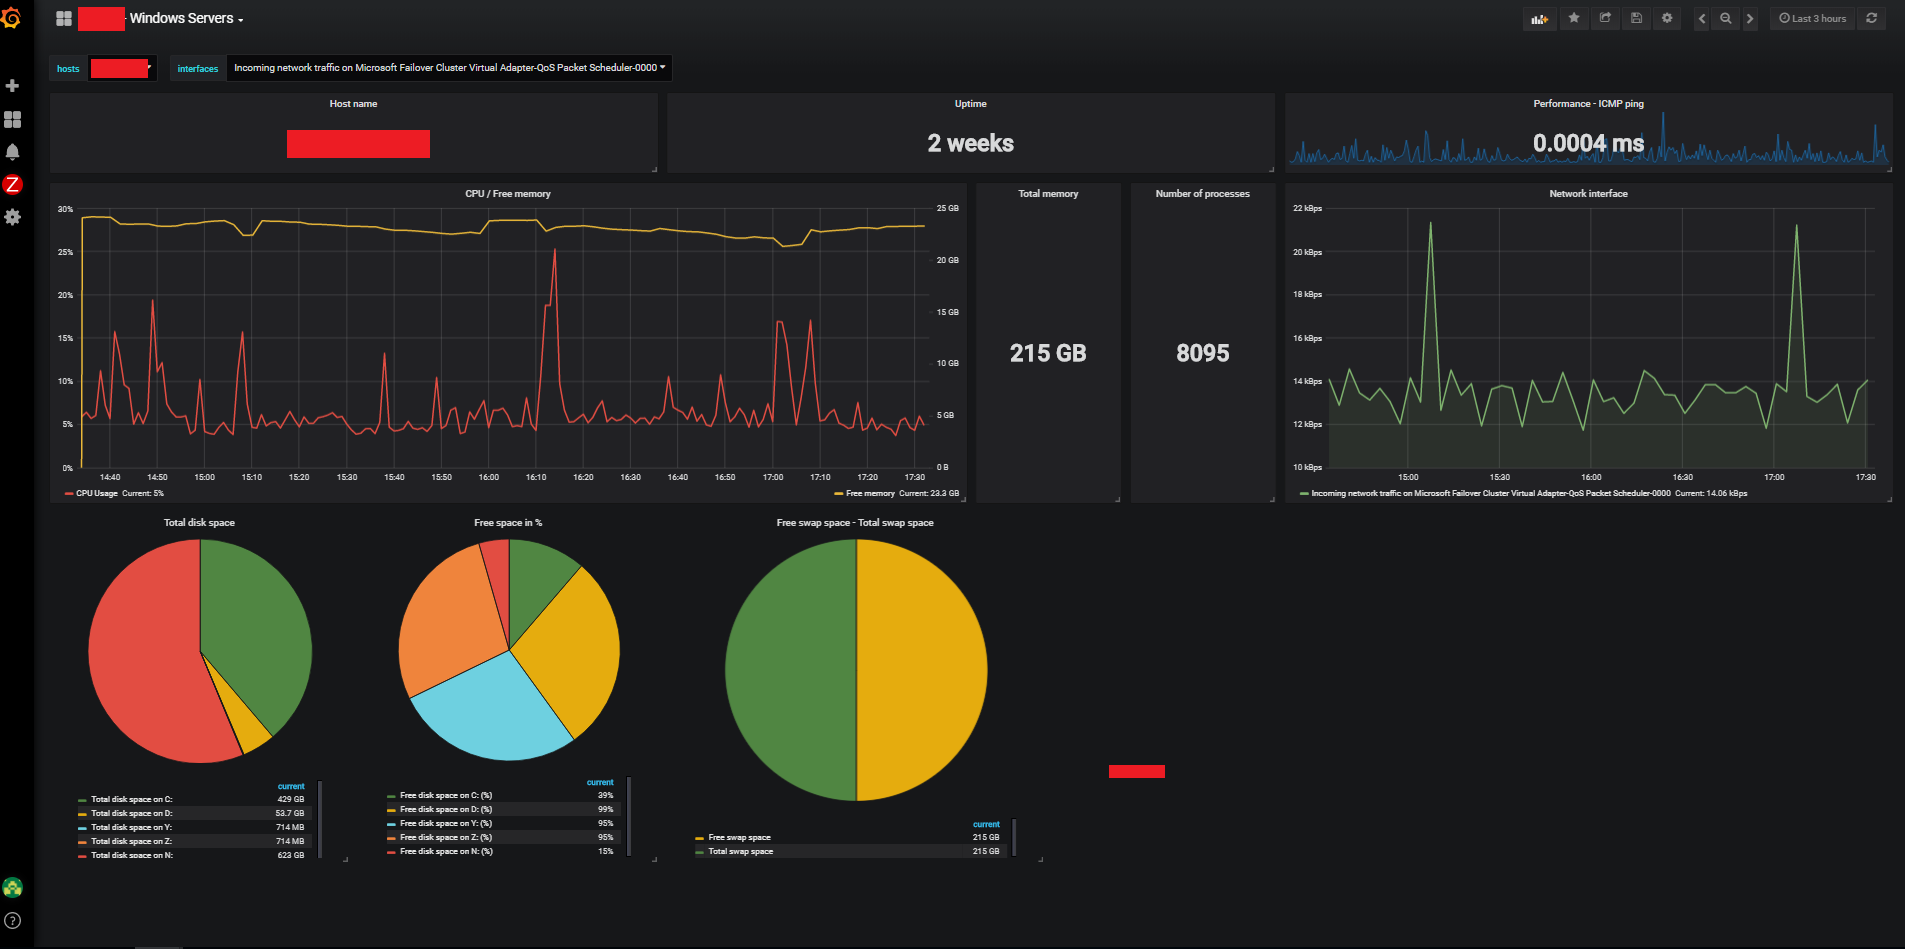 Windows Servers
Last 3 hours
hosts
interfaces
Incoming network traffic on Microsoft Failover Cluster Virtual Adapter-QoS Packet Scheduler-0000
Host name
Uptime
2 weeks
Performance - ICMP ping
0.0004 ms
CPU / Free memory
30%
25%
20%
15%
10%
5%
0%
25 GB
20 GB
15 GB
10 GB
5 GB
0 B
14:40 14:50 15:00 15:10 15:20 15:30 15:40 15:50 16:00 16:10 16:20 16:30 16:40 16:50 17:00 17:10 17:20 17:30
CPU Usage Current: 5%
Free memory Current: 23.3 GB
Total memory
215 GB
Number of processes
8095
Network interface
22 kBps
20 kBps
18 kBps
16 kBps
14 kBps
12 kBps
10 kBps
15:00 15:30 16:00 16:30 17:00 17:30
Incoming network traffic on Microsoft Failover Cluster Virtual Adapter-QoS Packet Scheduler-0000 Current: 14.06 kBps
Total disk space
current
Total disk space on C: 429 GB
Total disk space on D: 53.7 GB
Total disk space on Y: 714 MB
Total disk space on Z: 714 MB
Total disk space on N: 623 GB
Free space in %
current
Free disk space on C: (%) 39%
Free disk space on D: (%) 99%
Free disk space on Y: (%) 95%
Free disk space on Z: (%) 95%
Free disk space on N: (%) 15%
Free swap space - Total swap space
current
Free swap space 215 GB
Total swap space 215 GB
Z
?